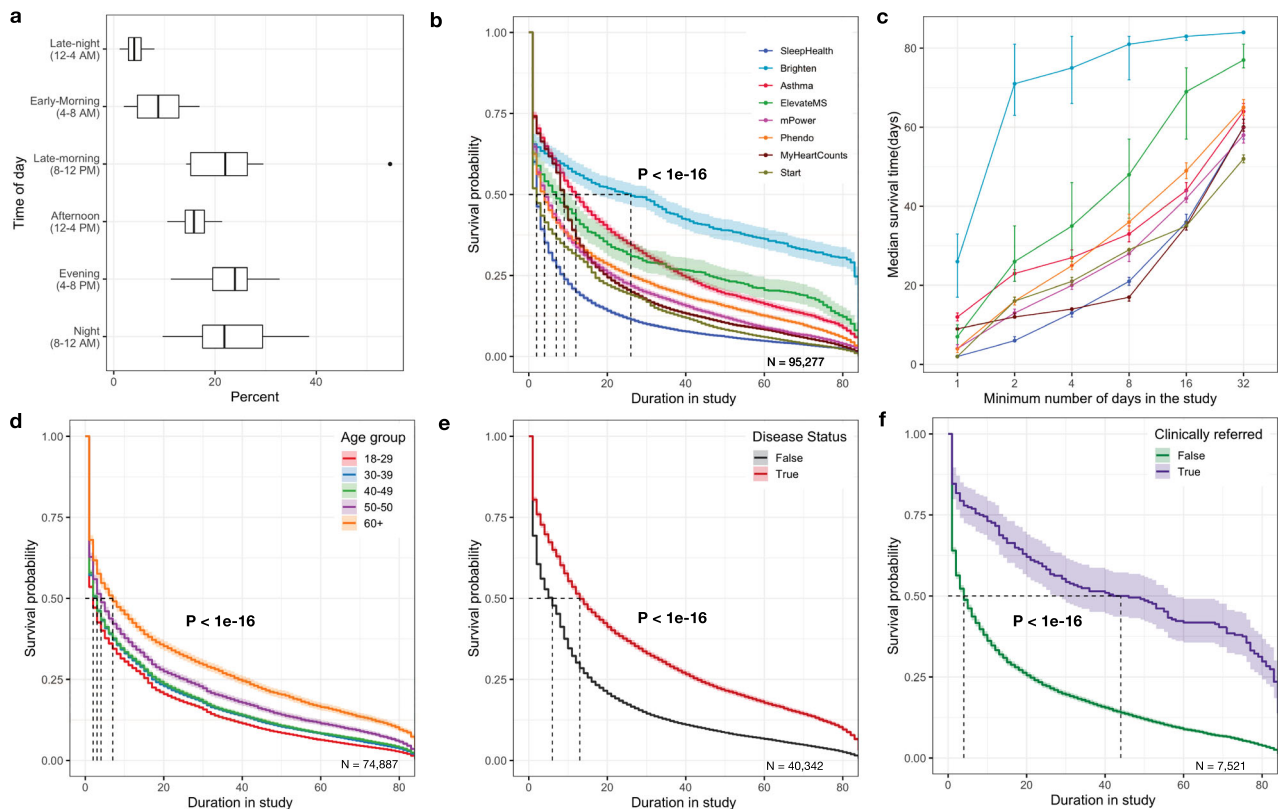 a
Time of day
Late-night
(12-4 AM)
Early-Morning
(4-8 AM)
Late-morning
(8-12 PM)
Afternoon
(12-4 PM)
Evening
(4-8 PM)
Night
(8-12 AM)
0
20
40
Percent
b
Survival probability
1.00
0.75
0.50
0.25
0.00
SleepHealth
Brighten
Asthma
ElevateMS
mPower
Phendo
MyHeartCounts
Start
P < 1e-16
N = 95,277
0
20
40
60
80
Duration in study
c
Median survival time(days)
80
60
40
20
0
1
2
4
8
16
32
Minimum number of days in the study
d
Survival probability
1.00
0.75
0.50
0.25
0.00
Age group
18-29
30-39
40-49
50-50
60+
P < 1e-16
N = 74,887
0
20
40
60
80
Duration in study
e
Survival probability
1.00
0.75
0.50
0.25
0.00
Disease Status
False
True
P < 1e-16
N = 40,342
0
20
40
60
80
Duration in study
f
Survival probability
1.00
0.75
0.50
0.25
0.00
Clinically referred
False
True
P < 1e-16
N = 7,521
0
20
40
60
80
Duration in study